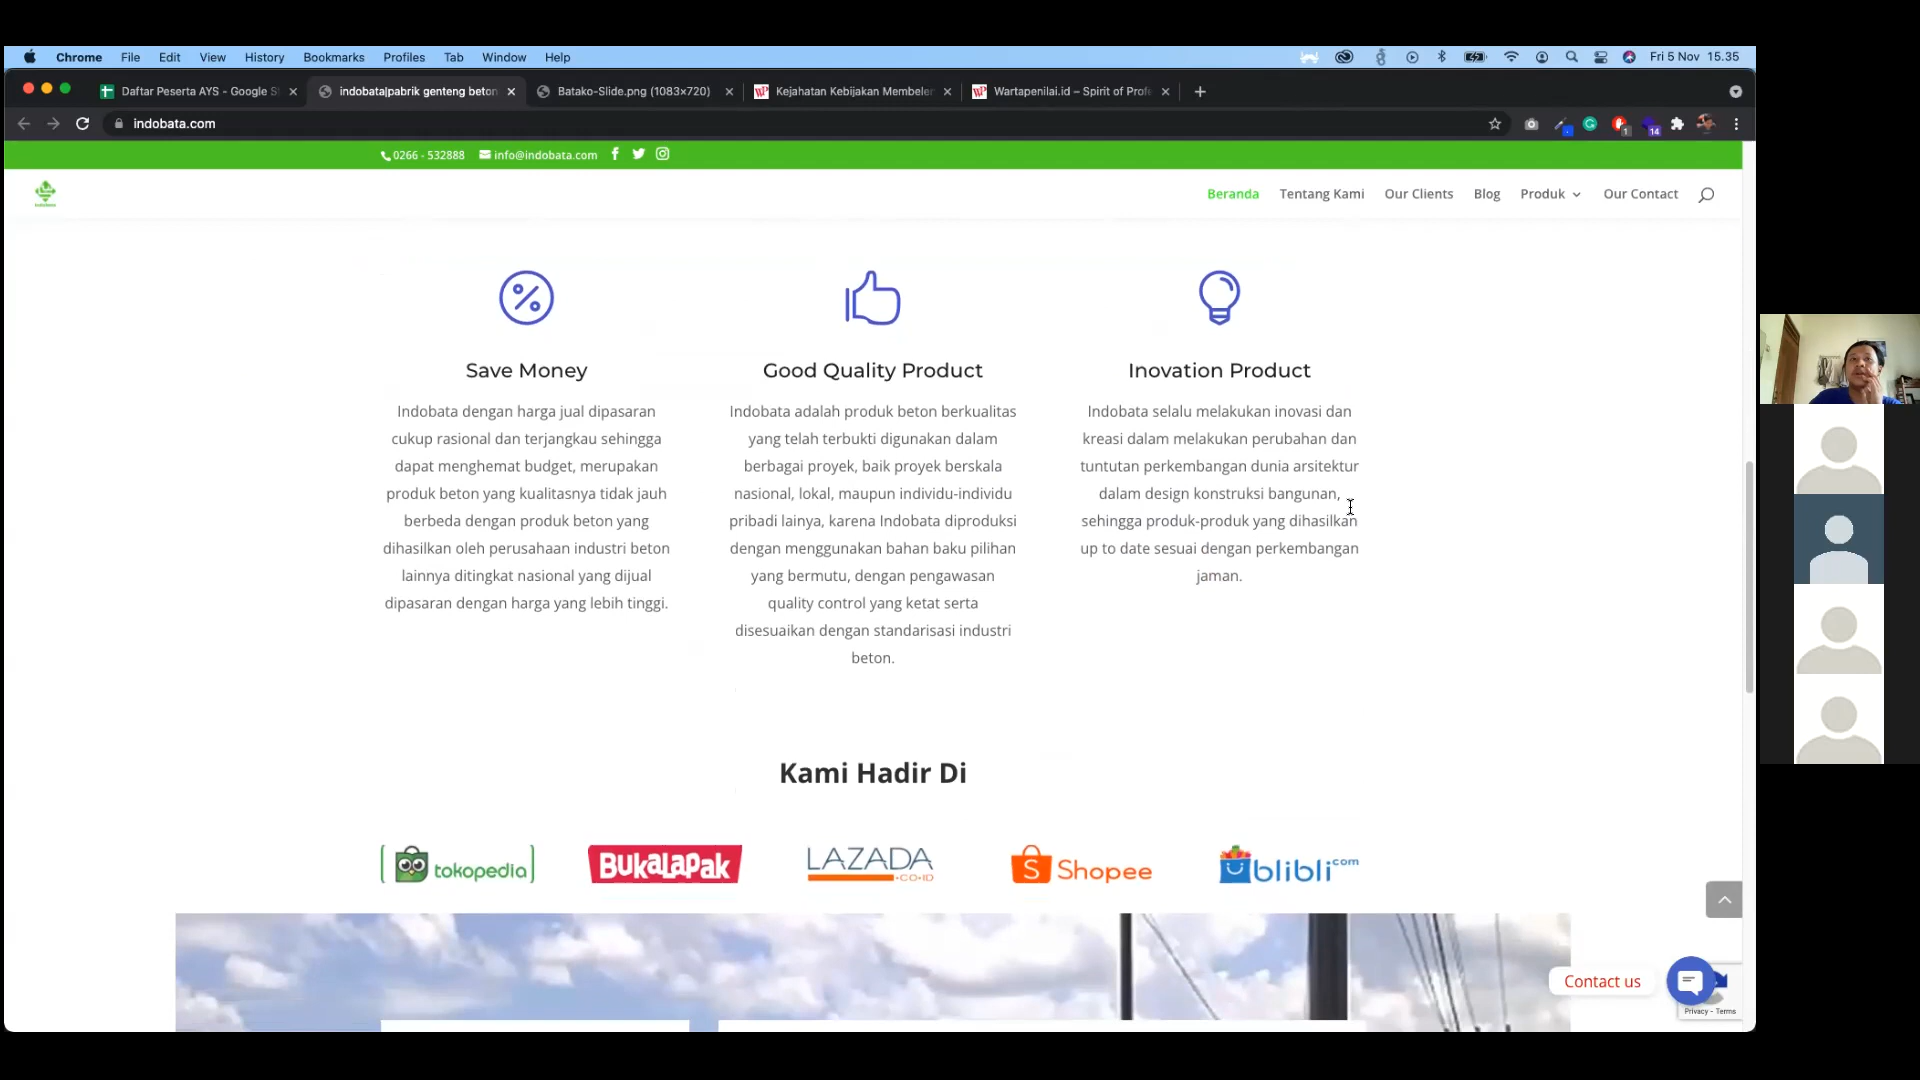 Chrome File Edit View History Bookmarks Profiles Tab Window Help Fri 5 Nov 15.35
Daftar Peserta AYS - Google S indobata|pabrik genteng beton Batako-Slide.png (1083×720) Kejahatan Kebijakan Membeler Wartapenilai.id – Spirit of Profe
indobata.com 1 14
0266 - 532888 info@indobata.com
Beranda Tentang Kami Our Clients Blog Produk Our Contact
Save Money
Indobata dengan harga jual dipasaran
cukup rasional dan terjangkau sehingga
dapat menghemat budget, merupakan
produk beton yang kualitasnya tidak jauh
berbeda dengan produk beton yang
dihasilkan oleh perusahaan industri beton
lainnya ditingkat nasional yang dijual
dipasaran dengan harga yang lebih tinggi.
Good Quality Product
Indobata adalah produk beton berkualitas
yang telah terbukti digunakan dalam
berbagai proyek, baik proyek berskala
nasional, lokal, maupun individu-individu
pribadi lainya, karena Indobata diproduksi
dengan menggunakan bahan baku pilihan
yang bermutu, dengan pengawasan
quality control yang ketat serta
disesuaikan dengan standarisasi industri
beton.
Inovation Product
Indobata selalu melakukan inovasi dan
kreasi dalam melakukan perubahan dan
tuntutan perkembangan dunia arsitektur
dalam design konstruksi bangunan,
sehingga produk-produk yang dihasilkan
up to date sesuai dengan perkembangan
jaman.
Kami Hadir Di
tokopedia BUKALAPAK LAZADA .CO.ID Shopee blibli.com
Contact us
Privacy - Terms